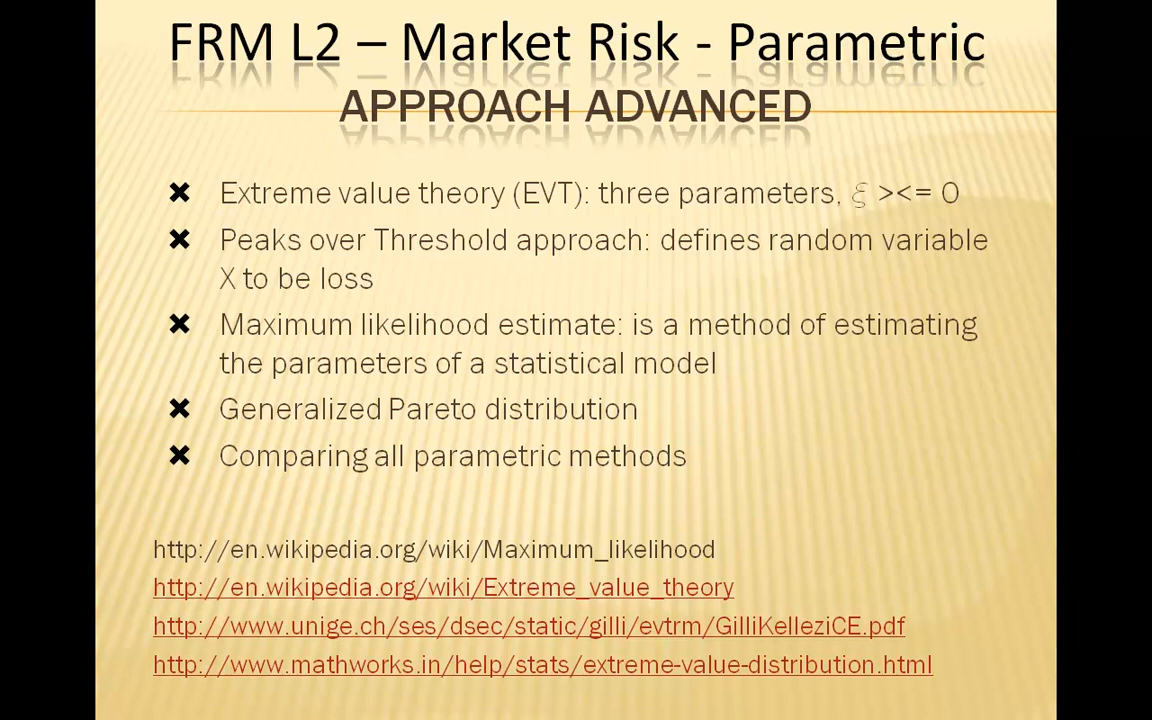 FRM L2 – Market Risk - Parametric
APPROACH ADVANCED
✖ Extreme value theory (EVT): three parameters, ξ ><= 0
✖ Peaks over Threshold approach: defines random variable
X to be loss
✖ Maximum likelihood estimate: is a method of estimating
the parameters of a statistical model
✖ Generalized Pareto distribution
✖ Comparing all parametric methods
http://en.wikipedia.org/wiki/Maximum_likelihood
http://en.wikipedia.org/wiki/Extreme_value_theory
http://www.unige.ch/ses/dsec/static/gilli/evtrm/GilliKelleziCE.pdf
http://www.mathworks.in/help/stats/extreme-value-distribution.html